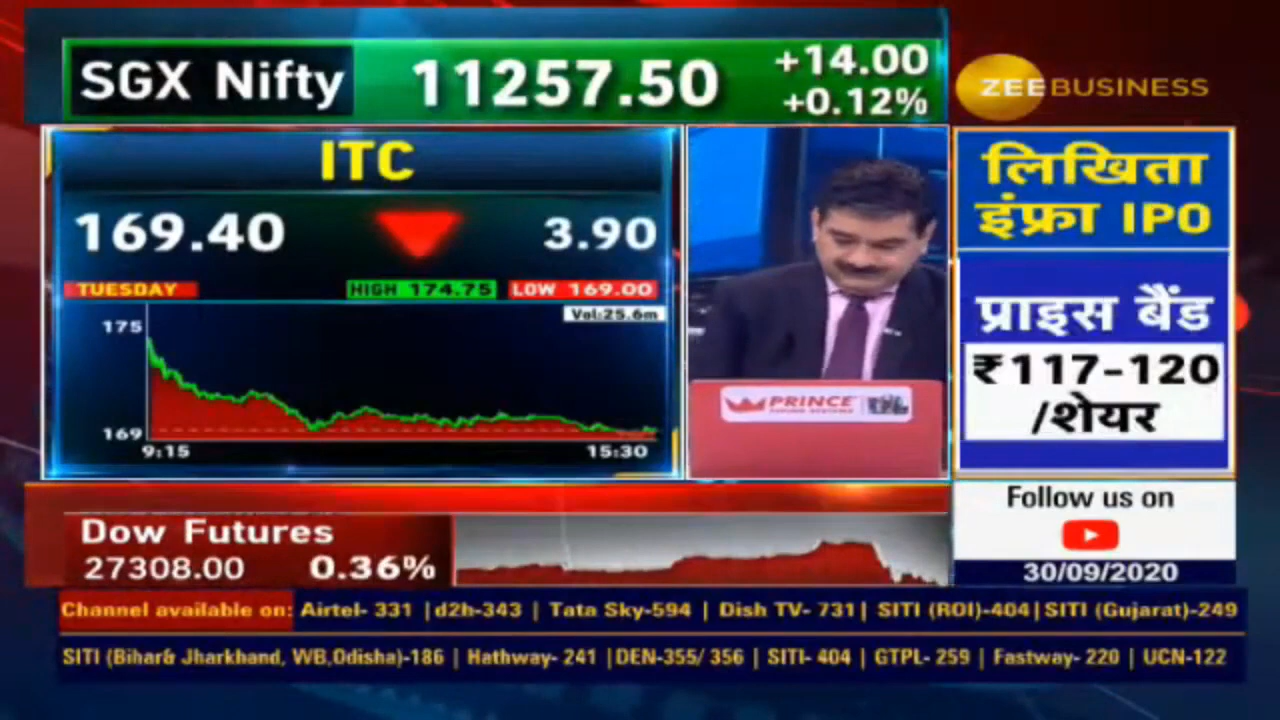 SGX Nifty 11257.50 +14.00
+0.12%
ZEEBUSINESS
ITC
169.40 3.90
TUESDAY HIGH 174.75 LOW 169.00
Vol:25.6m
175
169
9:15 15:30
PRINCE
लिखिता
इंफ्रा IPO
प्राइस बैंड
₹117-120
/शेयर
Follow us on
30/09/2020
Dow Futures
27308.00 0.36%
Channel available on: Airtel- 331 |d2h-343 | Tata Sky-594 | Dish TV- 731| SITI (ROI)-404|SITI (Gujarat)-249
SITI (Bihar& Jharkhand, WB,Odisha)-186 | Hathway- 241 |DEN-355/ 356 | SITI- 404 | GTPL- 259 | Fastway- 220 | UCN-122